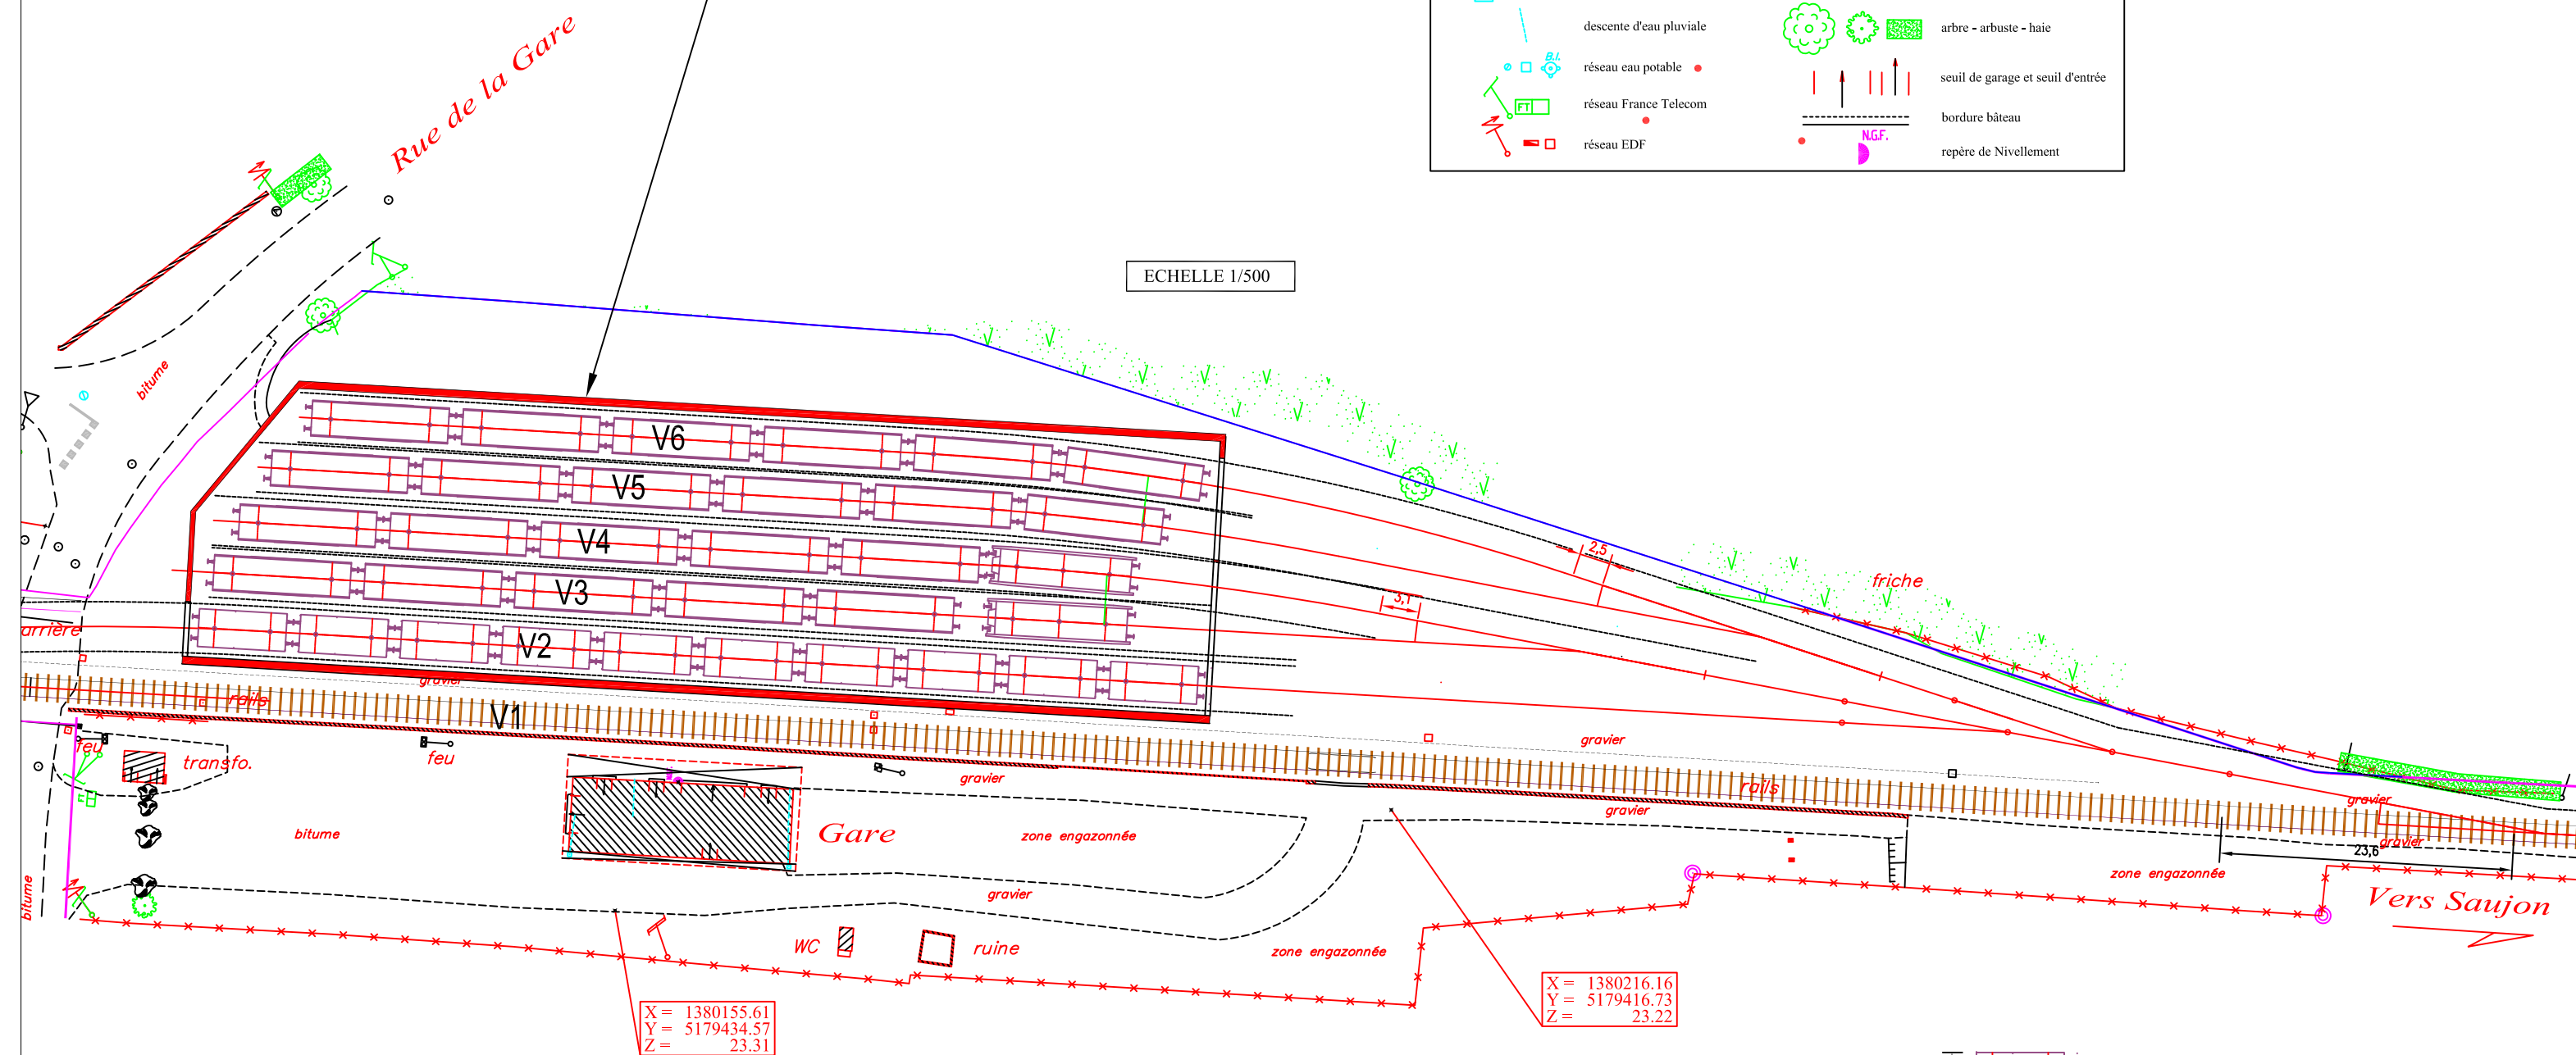 Rue de la Gare
descente d'eau pluviale
B.I.
réseau eau potable
FT
réseau France Telecom
réseau EDF
arbre - arbuste - haie
seuil de garage et seuil d'entrée
bordure bâteau
N.G.F.
repère de Nivellement
ECHELLE 1/500
bitume
V6
V5
V4
V3
V2
V1
2,5
3,1
friche
arrière
gravier
rails
feu
transfo.
feu
gravier
gravier
rails
gravier
gravier
gravier
bitume
Gare
zone engazonnée
gravier
bitume
WC
ruine
zone engazonnée
zone engazonnée
23,6
Vers Saujon
X = 1380155.61
Y = 5179434.57
Z = 23.31
X = 1380216.16
Y = 5179416.73
Z = 23.22